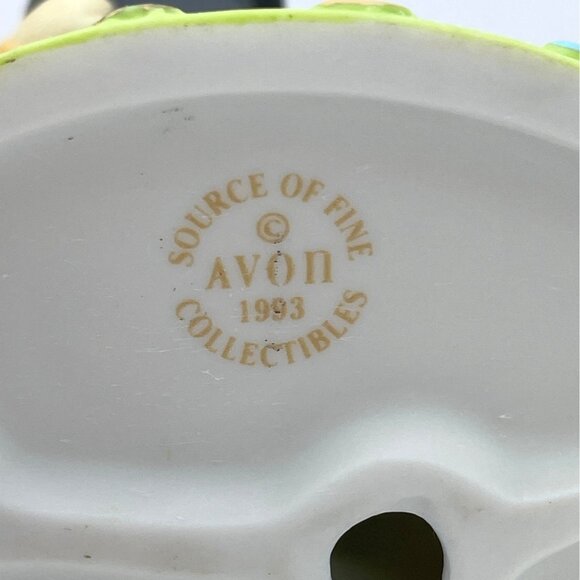 SOURCE OF FINE
©
AVON
1993
COLLECTIBLES